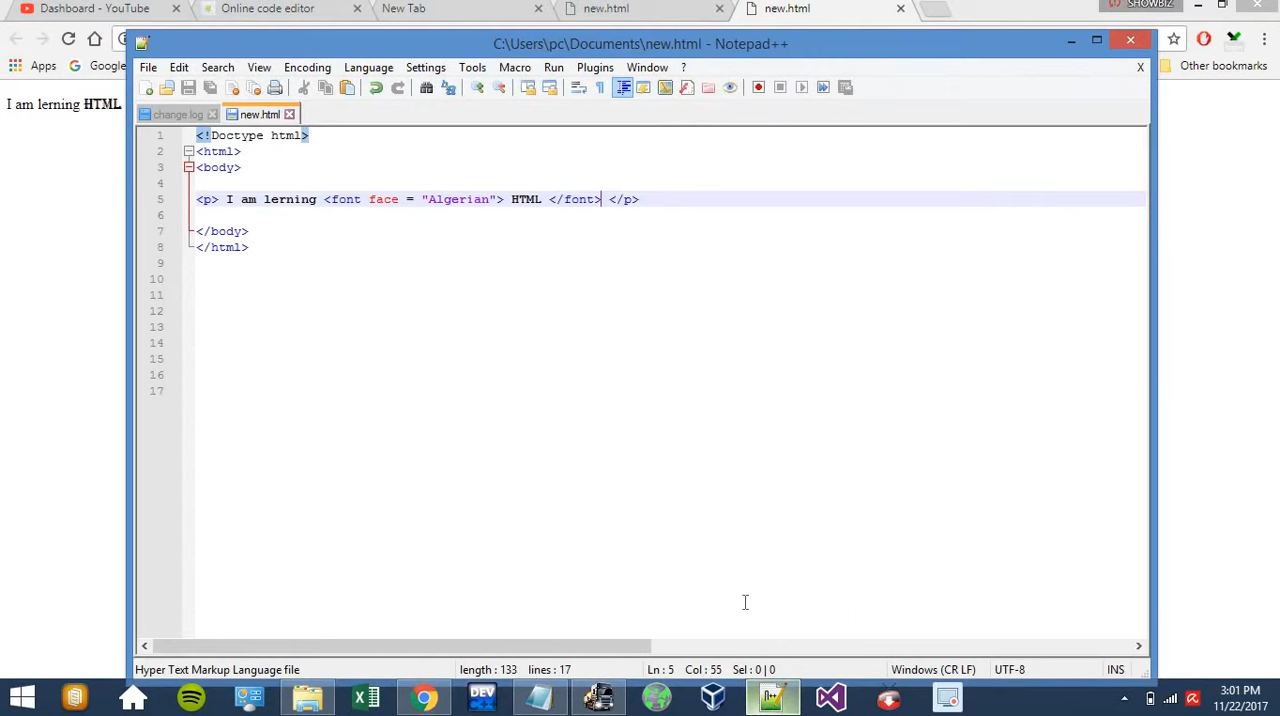 Dashboard - YouTube
Online code editor
New Tab
new.html
new.html
SHOWBIZ
Apps
Google
Other bookmarks
I am lerning HTML
C:\Users\pc\Documents\new.html - Notepad++
File Edit Search View Encoding Language Settings Tools Macro Run Plugins Window ? X
change.log
new.html
1 <!Doctype html>
2 <html>
3 <body>
4
5 <p> I am lerning <font face = "Algerian"> HTML </font> </p>
6
7 </body>
8 </html>
9
10
11
12
13
14
15
16
17
Hyper Text Markup Language file length : 133 lines : 17 Ln : 5 Col : 55 Sel : 0 | 0 Windows (CR LF) UTF-8 INS
DEV
3:01 PM
11/22/2017